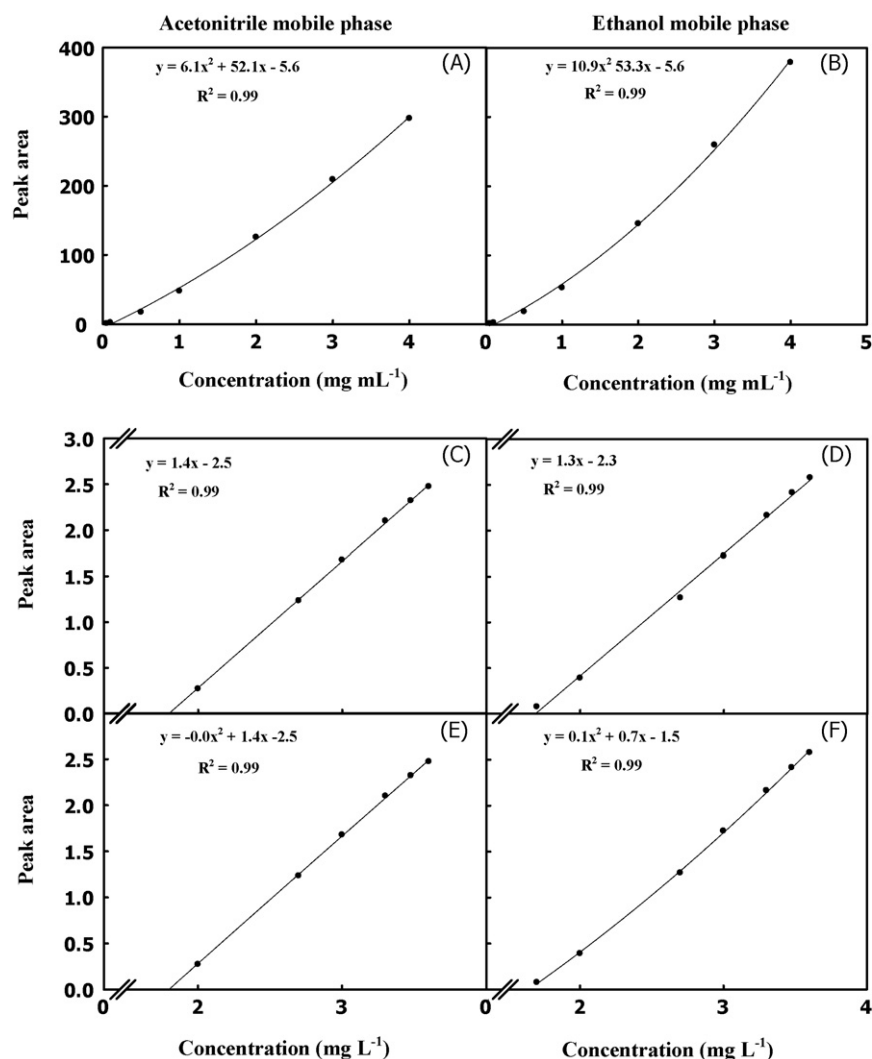 Acetonitrile mobile phase
Ethanol mobile phase
400
300
200
100
0
Peak area
y = 6.1x² + 52.1x - 5.6
R² = 0.99
(A)
y = 10.9x² 53.3x - 5.6
R² = 0.99
(B)
0 1 2 3 4 0 1 2 3 4 5
Concentration (mg mL⁻¹)
Concentration (mg mL⁻¹)
3.0
2.5
2.0
1.5
1.0
0.5
0.0
Peak area
y = 1.4x - 2.5
R² = 0.99
(C)
y = 1.3x - 2.3
R² = 0.99
(D)
2.5
2.0
1.5
1.0
0.5
0.0
Peak area
y = -0.0x² + 1.4x -2.5
R² = 0.99
(E)
y = 0.1x² + 0.7x - 1.5
R² = 0.99
(F)
0 2 3 0 2 3 4
Concentration (mg L⁻¹)
Concentration (mg L⁻¹)